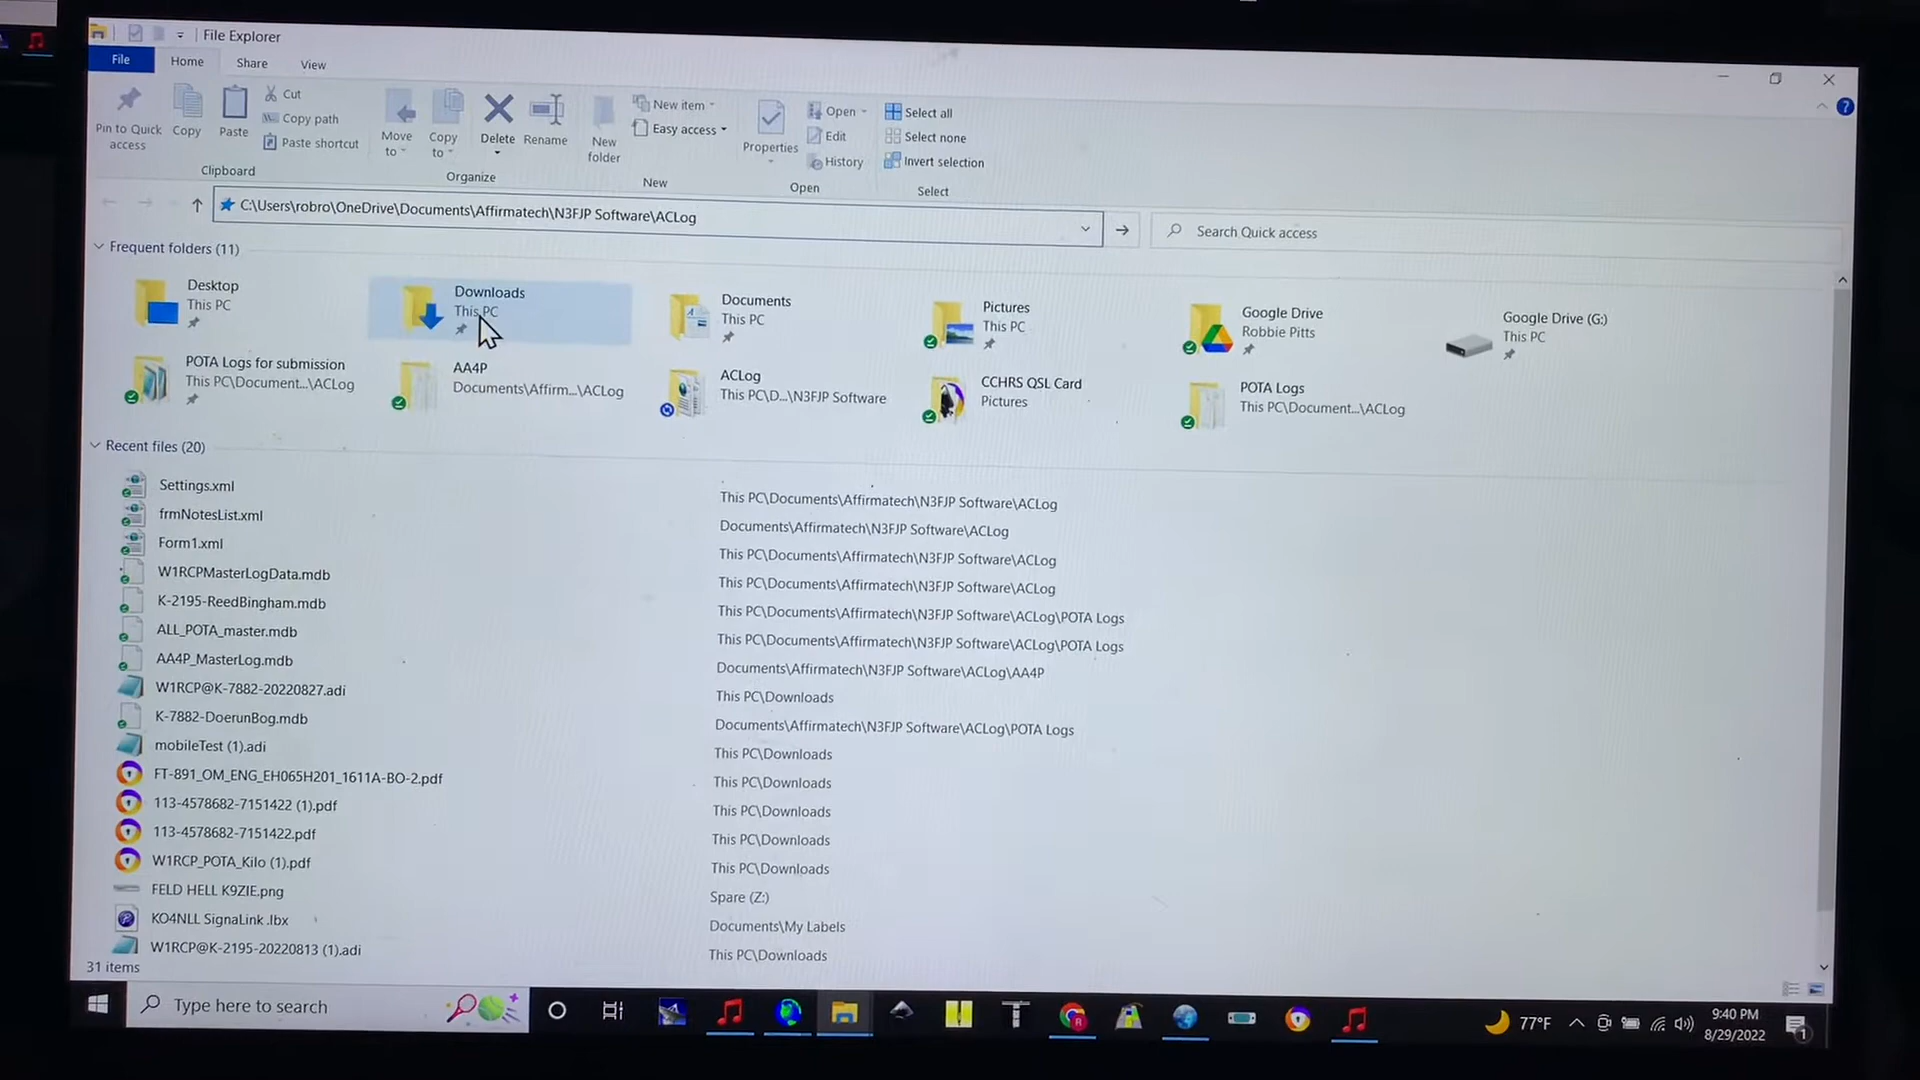 File Explorer
File Home Share View
Pin to Quick access
Copy
Paste
Cut
Copy path
Paste shortcut
Clipboard
Move to
Copy to
Delete
Rename
Organize
New folder
New item
Easy access
New
Properties
Open
Edit
History
Open
Select all
Select none
Invert selection
Select
C:\Users\robro\OneDrive\Documents\Affirmatech\N3FJP Software\ACLog
Search Quick access
Frequent folders (11)
Desktop
This PC
Downloads
This PC
Documents
This PC
Pictures
This PC
Google Drive
Robbie Pitts
Google Drive (G:)
This PC
POTA Logs for submission
This PC\Document...\ACLog
AA4P
Documents\Affirm...\ACLog
ACLog
This PC\D...\N3FJP Software
CCHRS QSL Card
Pictures
POTA Logs
This PC\Document...\ACLog
Recent files (20)
Settings.xml This PC\Documents\Affirmatech\N3FJP Software\ACLog
frmNotesList.xml Documents\Affirmatech\N3FJP Software\ACLog
Form1.xml This PC\Documents\Affirmatech\N3FJP Software\ACLog
W1RCPMasterLogData.mdb This PC\Documents\Affirmatech\N3FJP Software\ACLog
K-2195-ReedBingham.mdb This PC\Documents\Affirmatech\N3FJP Software\ACLog\POTA Logs
ALL_POTA_master.mdb This PC\Documents\Affirmatech\N3FJP Software\ACLog\POTA Logs
AA4P_MasterLog.mdb Documents\Affirmatech\N3FJP Software\ACLog\AA4P
W1RCP@K-7882-20220827.adi This PC\Downloads
K-7882-DoerunBog.mdb Documents\Affirmatech\N3FJP Software\ACLog\POTA Logs
mobileTest (1).adi This PC\Downloads
FT-891_OM_ENG_EH065H201_1611A-BO-2.pdf This PC\Downloads
113-4578682-7151422 (1).pdf This PC\Downloads
113-4578682-7151422.pdf This PC\Downloads
W1RCP_POTA_Kilo (1).pdf This PC\Downloads
FELD HELL K9ZIE.png Spare (Z:)
KO4NLL SignaLink .lbx Documents\My Labels
W1RCP@K-2195-20220813 (1).adi This PC\Downloads
31 items
Type here to search
77°F
9:40 PM
8/29/2022
1